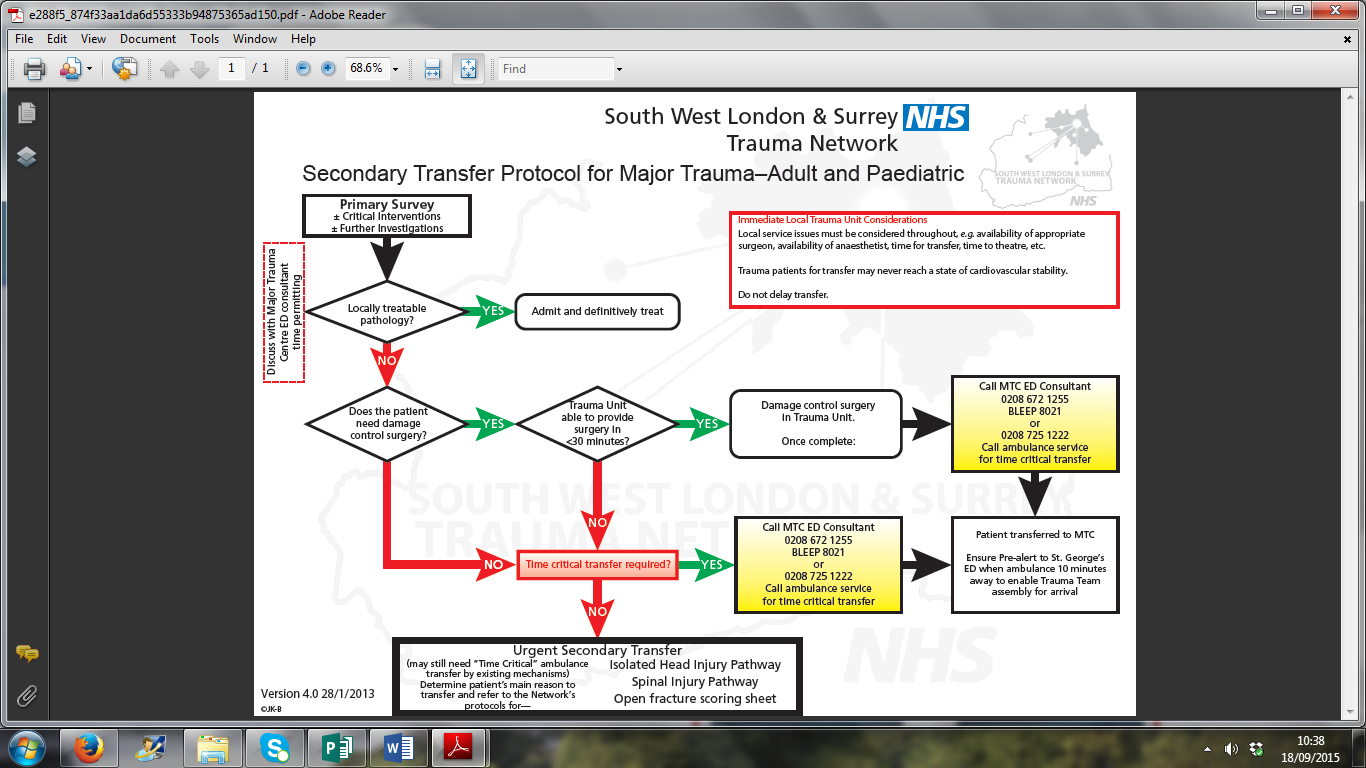 e288f5_874f33aa1da6d55333b94875365ad150.pdf - Adobe Reader
File Edit View Document Tools Window Help
1 / 1 68.6% Find
South West London & Surrey NHS
Trauma Network
SOUTH WEST LONDON & SURREY
TRAUMA NETWORK
NHS
Secondary Transfer Protocol for Major Trauma–Adult and Paediatric
Primary Survey
± Critical Interventions
± Further Investigations
Immediate Local Trauma Unit Considerations
Local service issues must be considered throughout, e.g. availability of appropriate
surgeon, availability of anaesthetist, time for transfer, time to theatre, etc.
Trauma patients for transfer may never reach a state of cardiovascular stability.
Do not delay transfer.
Discuss with Major Trauma
Centre ED consultant
time permitting
Locally treatable
pathology?
YES
Admit and definitively treat
NO
Does the patient
need damage
control surgery?
YES
Trauma Unit
able to provide
surgery in
<30 minutes?
YES
Damage control surgery
in Trauma Unit.
Once complete:
Call MTC ED Consultant
0208 672 1255
BLEEP 8021
or
0208 725 1222
Call ambulance service
for time critical transfer
SOUTH WEST LONDON & SURREY
TRAUMA NETWORK
NO
NO
Time critical transfer required?
YES
Call MTC ED Consultant
0208 672 1255
BLEEP 8021
or
0208 725 1222
Call ambulance service
for time critical transfer
Patient transferred to MTC
Ensure Pre-alert to St. George's
ED when ambulance 10 minutes
away to enable Trauma Team
assembly for arrival
NO
NHS
Urgent Secondary Transfer
(may still need “Time Critical” ambulance
transfer by existing mechanisms)
Determine patient's main reason to
transfer and refer to the Network's
protocols for—
Isolated Head Injury Pathway
Spinal Injury Pathway
Open fracture scoring sheet
Version 4.0 28/1/2013
©JK-B
10:38
18/09/2015